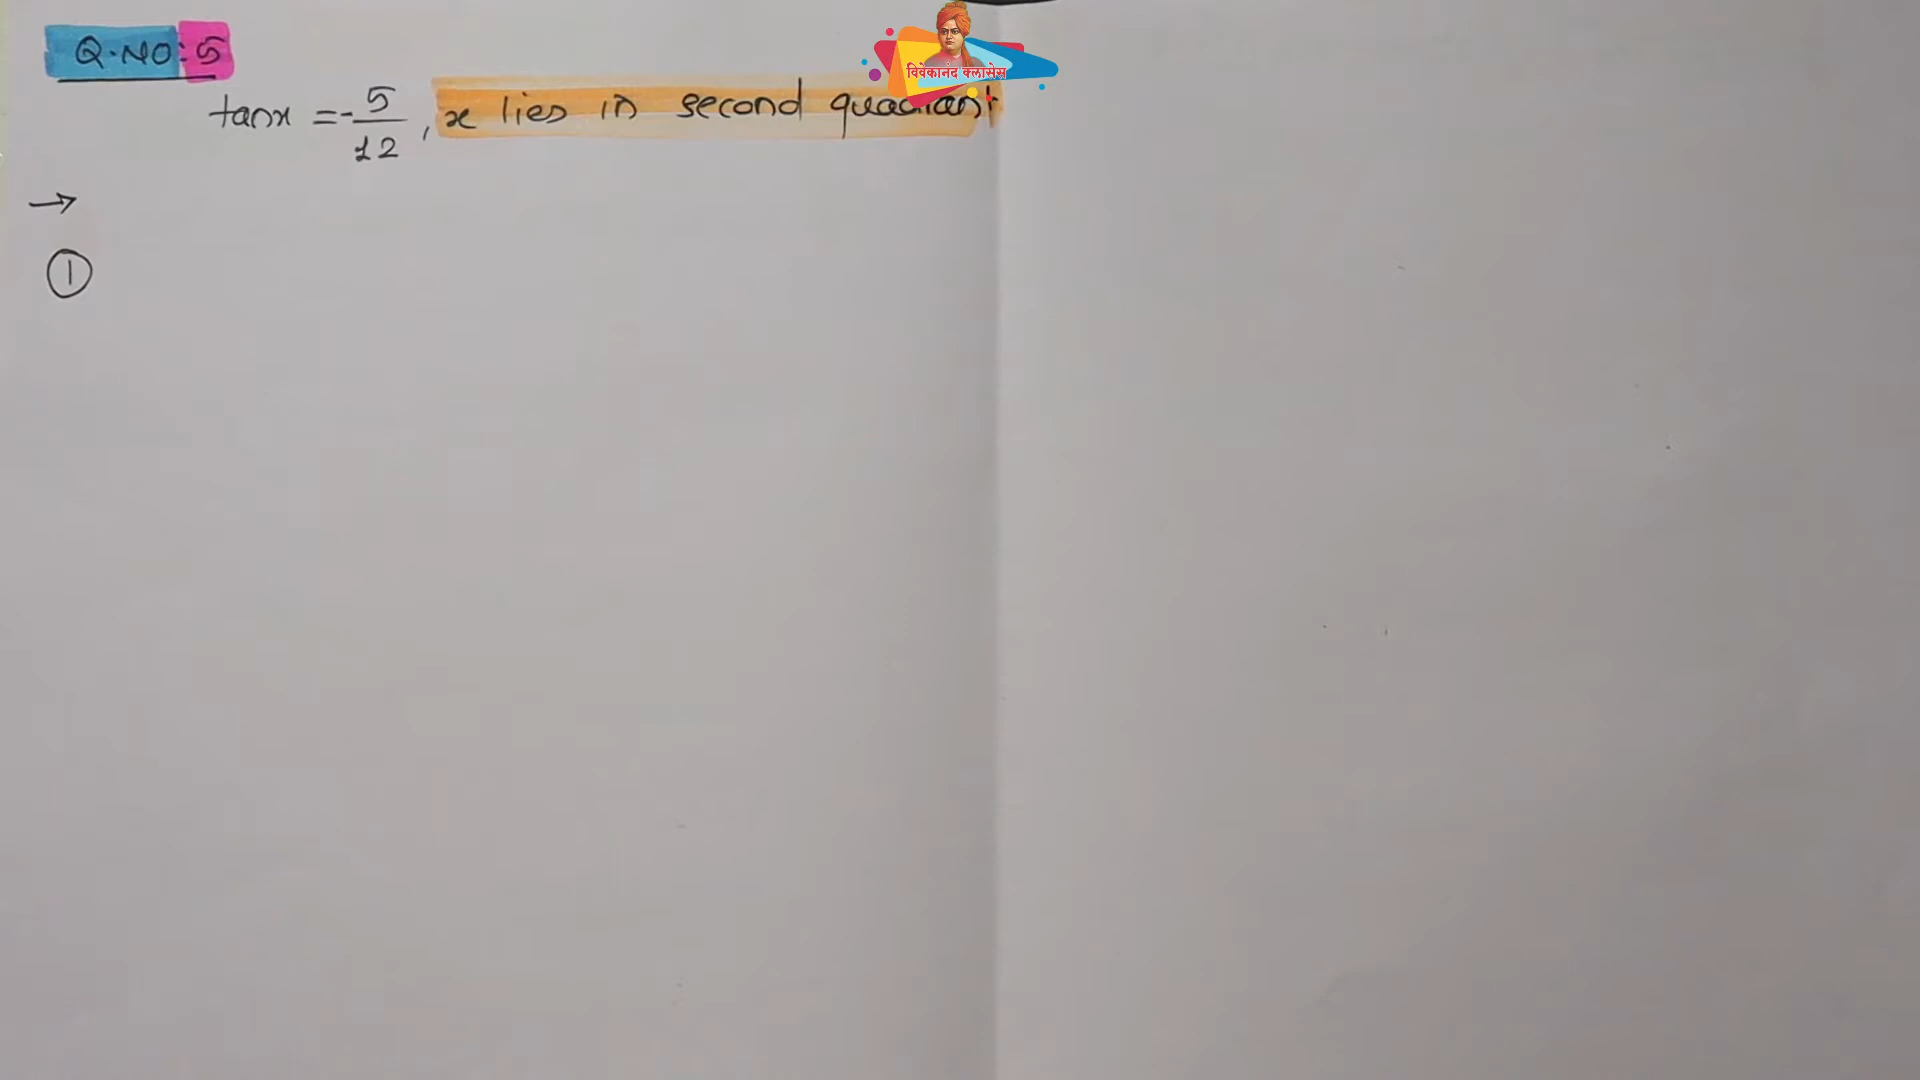 Q.NO:5
विवेकानंद क्लासेस
tanx = -5/12, x lies in second quadrant
→
①